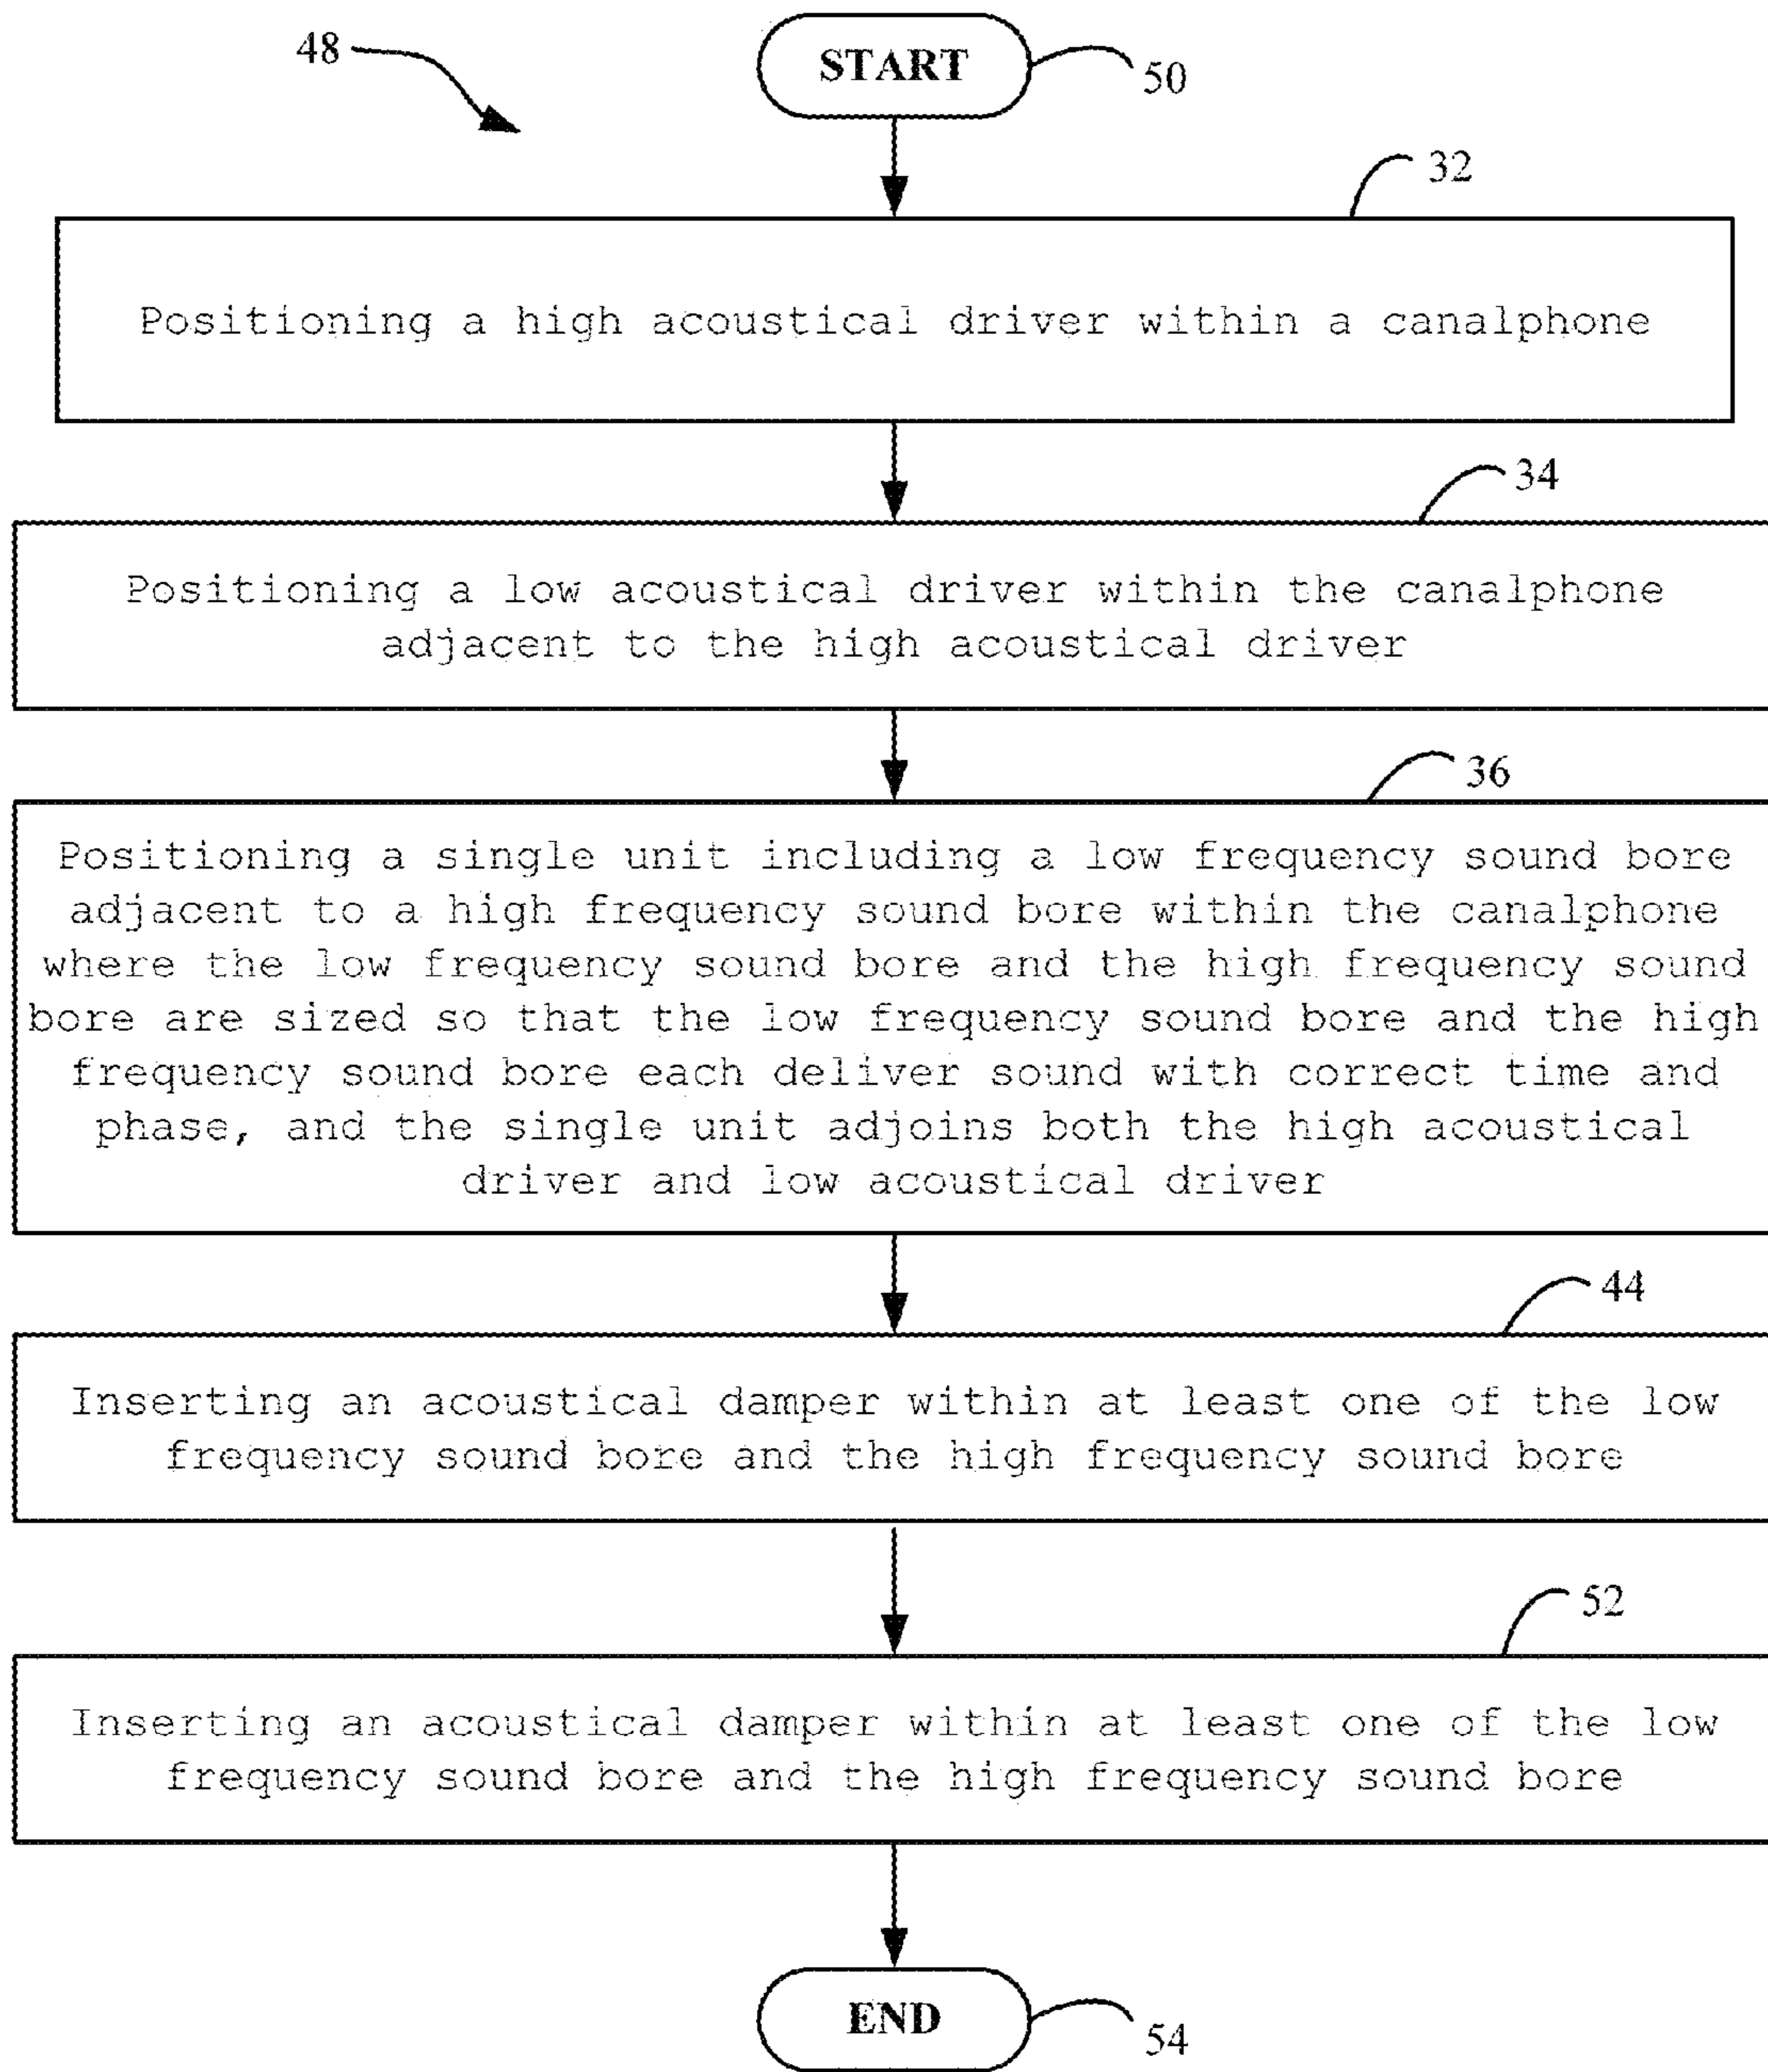 48
START
50
32
Positioning a high acoustical driver within a canalphone
34
Positioning a low acoustical driver within the canalphone
adjacent to the high acoustical driver
36
Positioning a single unit including a low frequency sound bore
adjacent to a high frequency sound bore within the canalphone
where the low frequency sound bore and the high frequency sound
bore are sized so that the low frequency sound bore and the high
frequency sound bore each deliver sound with correct time and
phase, and the single unit adjoins both the high acoustical
driver and low acoustical driver
44
Inserting an acoustical damper within at least one of the low
frequency sound bore and the high frequency sound bore
52
Inserting an acoustical damper within at least one of the low
frequency sound bore and the high frequency sound bore
END
54